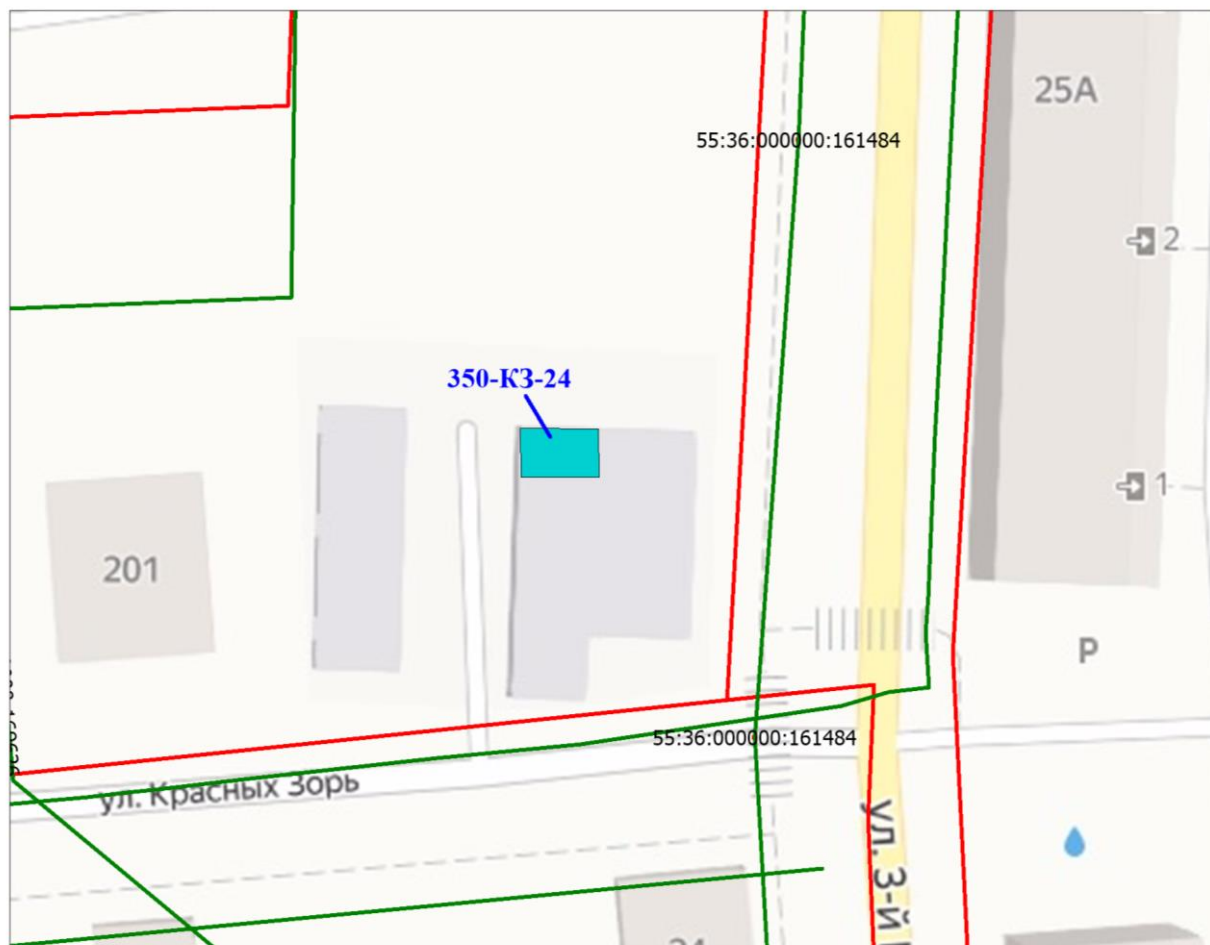 25А
55:36:000000:161484
2
350-КЗ-24
1
201
Р
55:36:000000:161484
ул. Красных Зорь
ул. 3-й